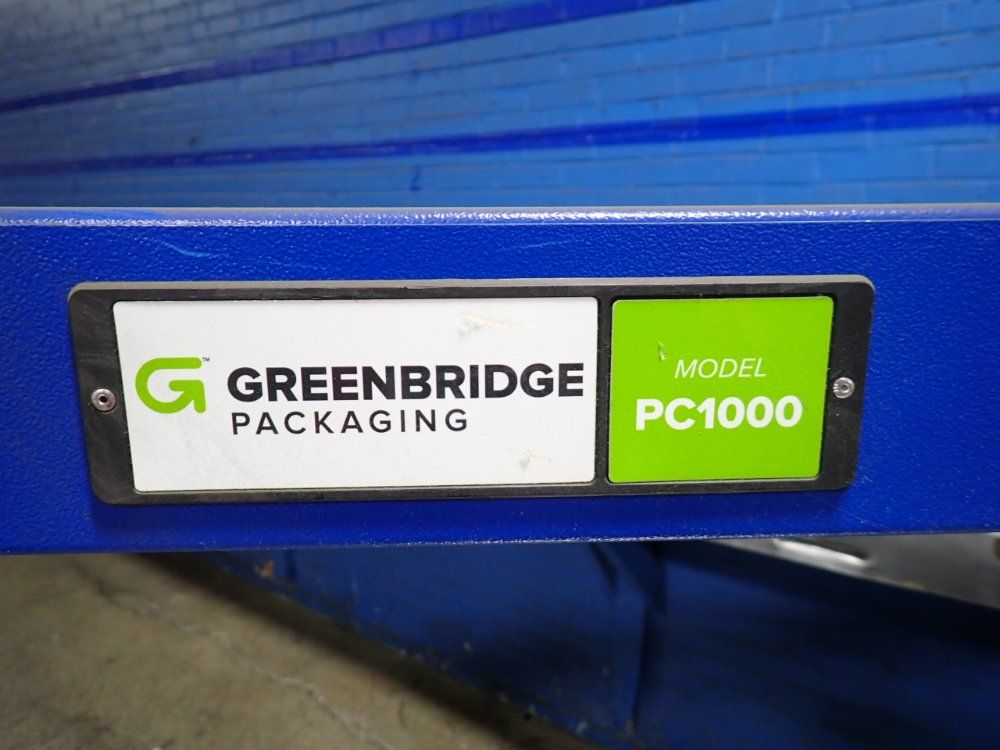 GREENBRIDGE
PACKAGING
MODEL
PC1000